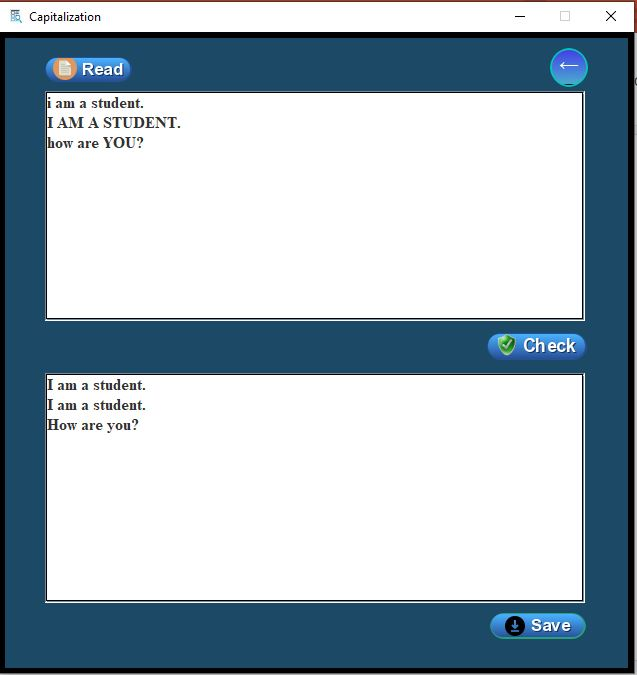 Capitalization
Read
←
i am a student.
I AM A STUDENT.
how are YOU?
Check
I am a student.
I am a student.
How are you?
Save